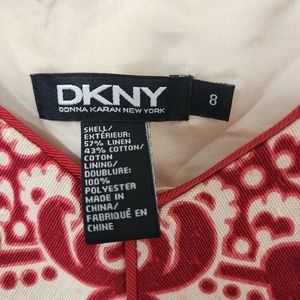 DKNY
DONNA KARAN NEW YORK
8
SHELL/
EXTÉRIEUR:
57% LINEN
43% COTTON/
COTON
LINING/
DOUBLURE:
100%
POLYESTER
MADE IN
CHINA/
FABRIQUÉ EN
CHINE